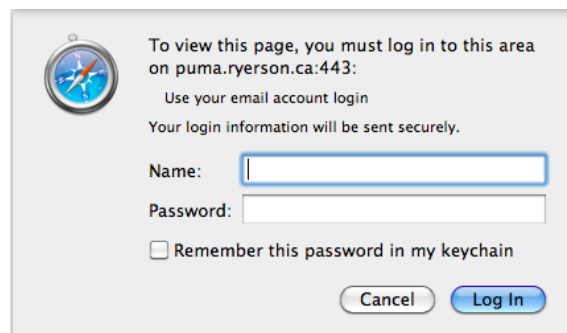 To view this page, you must log in to this area
on puma.ryerson.ca:443:
Use your email account login
Your login information will be sent securely.
Name:
Password:
Remember this password in my keychain
Cancel Log In